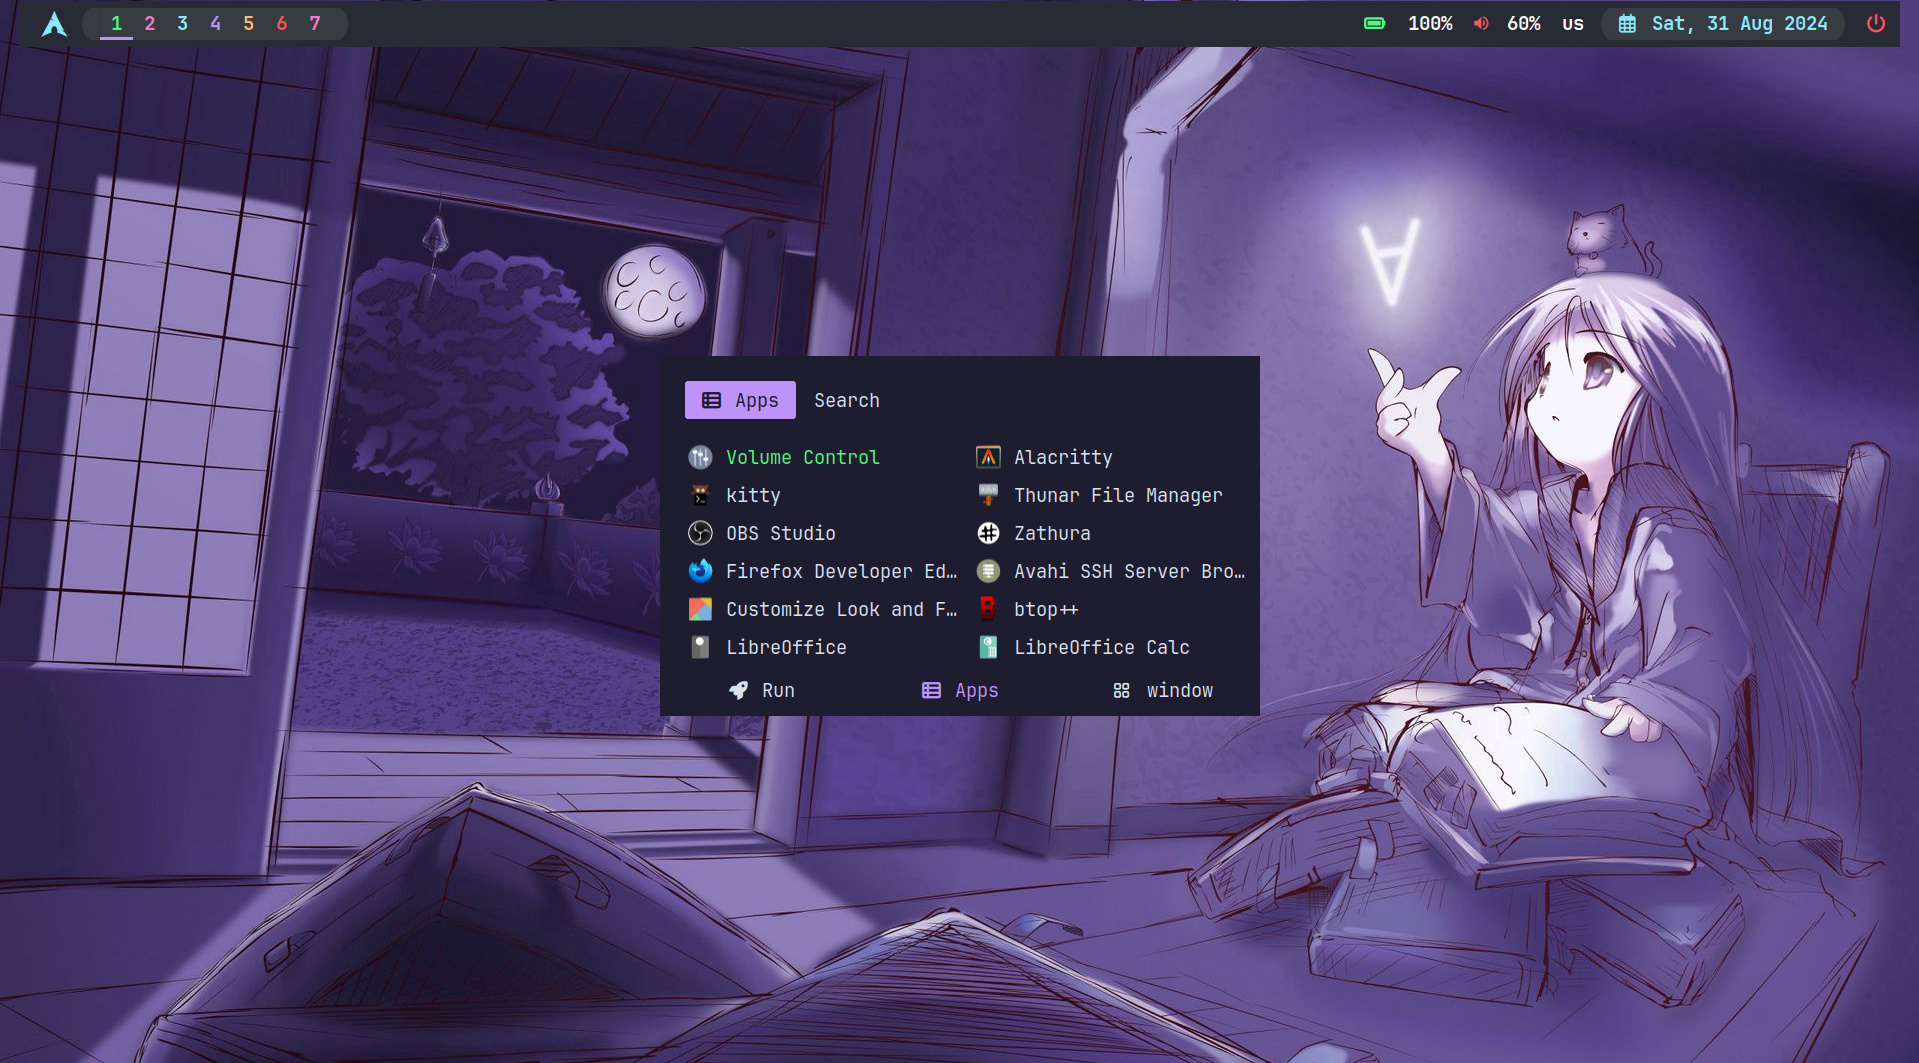 1 2 3 4 5 6 7 100% 60% us Sat, 31 Aug 2024
∀
Apps Search
Volume Control Alacritty
kitty Thunar File Manager
OBS Studio Zathura
Firefox Developer Ed… Avahi SSH Server Bro…
Customize Look and F… btop++
LibreOffice LibreOffice Calc
Run Apps window